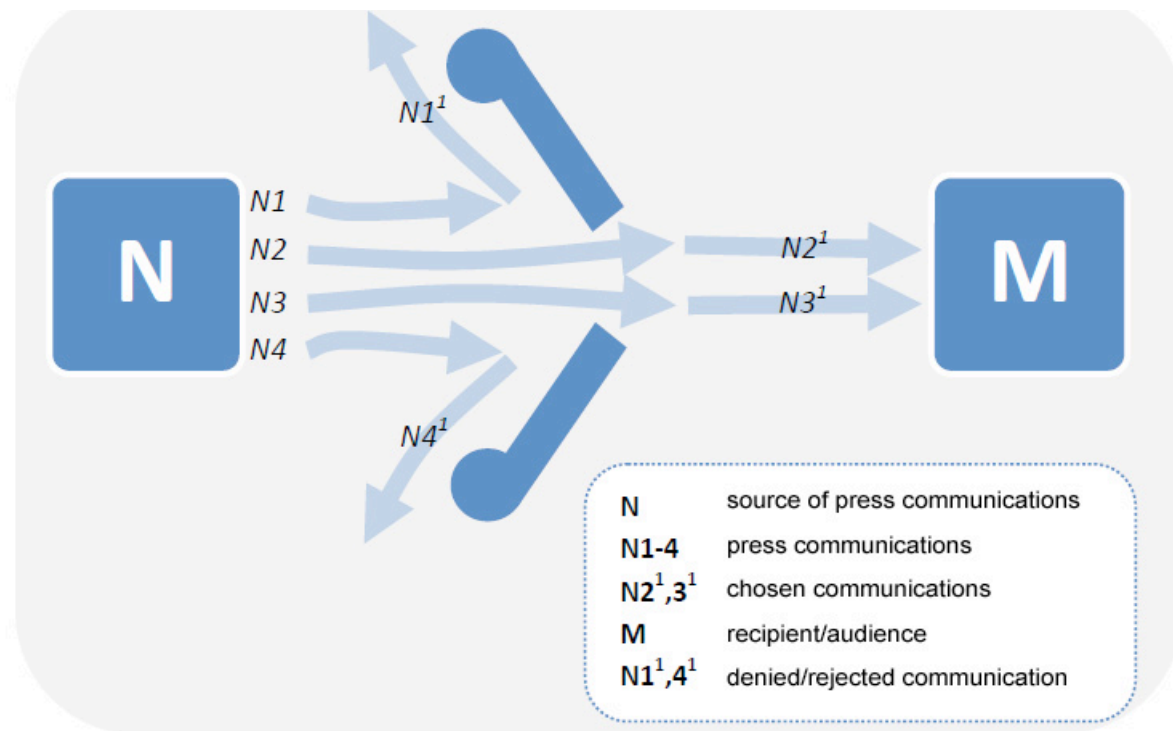 N1¹
N
N1
N2
N3
N4
N2¹
N3¹
M
N4¹
N source of press communications
N1-4 press communications
N2¹,3¹ chosen communications
M recipient/audience
N1¹,4¹ denied/rejected communication